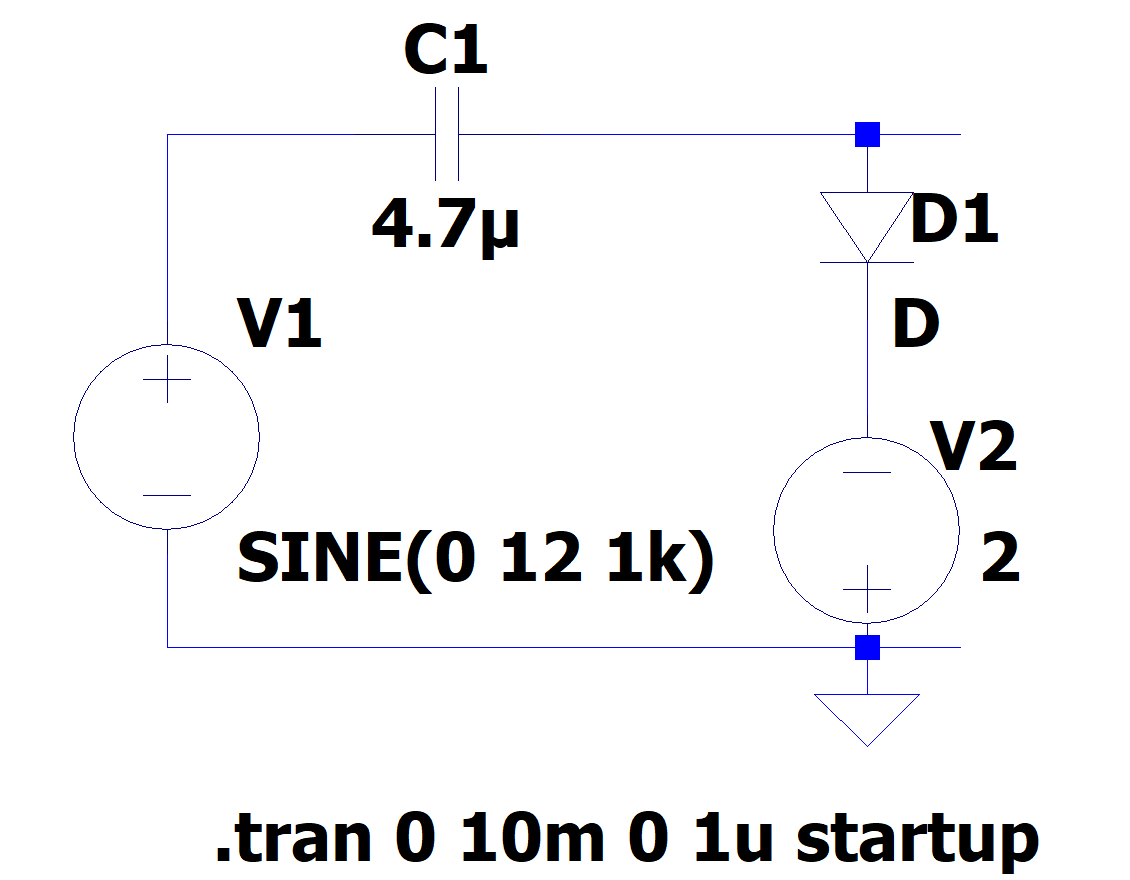 C1
4.7µ
D1
V1
D
V2
SINE(0 12 1k)
2
.tran 0 10m 0 1u startup